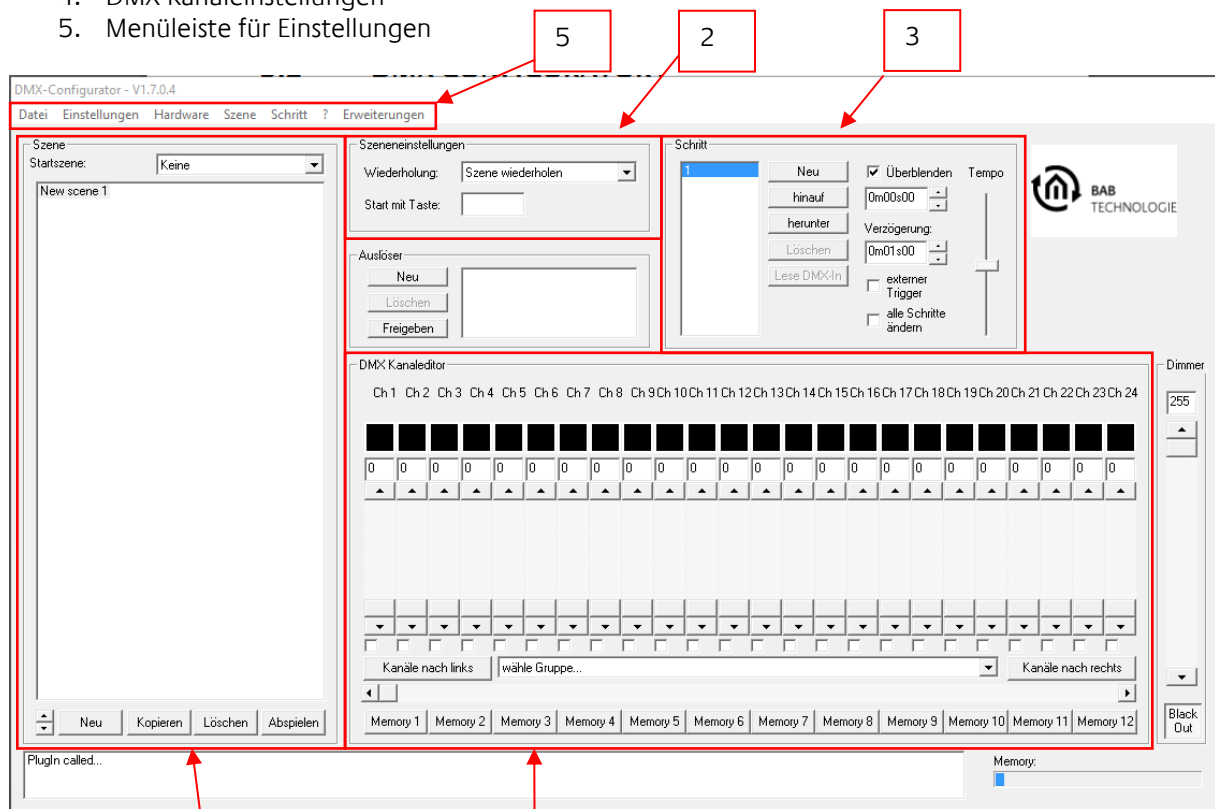 4. DMX Kanaleinstellungen
5. Menüleiste für Einstellungen
5
2
3
DMX-Configurator - V1.7.0.4
Datei Einstellungen Hardware Szene Schritt ? Erweiterungen
Szene
Startszene: Keine
New scene 1
Neu Kopieren Löschen Abspielen
Szeneneinstellungen
Wiederholung: Szene wiederholen
Start mit Taste:
Auslöser
Neu
Löschen
Freigeben
Schritt
1
Neu
hinauf
herunter
Löschen
Lese DMX-In
Überblenden
0m00s00
Verzögerung:
0m01s00
externer
Trigger
alle Schritte
ändern
Tempo
BAB
TECHNOLOGIE
DMX Kanaleditor
Ch 1 Ch 2 Ch 3 Ch 4 Ch 5 Ch 6 Ch 7 Ch 8 Ch 9 Ch 10 Ch 11 Ch 12 Ch 13 Ch 14 Ch 15 Ch 16 Ch 17 Ch 18 Ch 19 Ch 20 Ch 21 Ch 22 Ch 23 Ch 24
0 0 0 0 0 0 0 0 0 0 0 0 0 0 0 0 0 0 0 0 0 0 0 0
Kanäle nach links wähle Gruppe... Kanäle nach rechts
Memory 1 Memory 2 Memory 3 Memory 4 Memory 5 Memory 6 Memory 7 Memory 8 Memory 9 Memory 10 Memory 11 Memory 12
Dimmer
255
Black
Out
PlugIn called...
Memory: